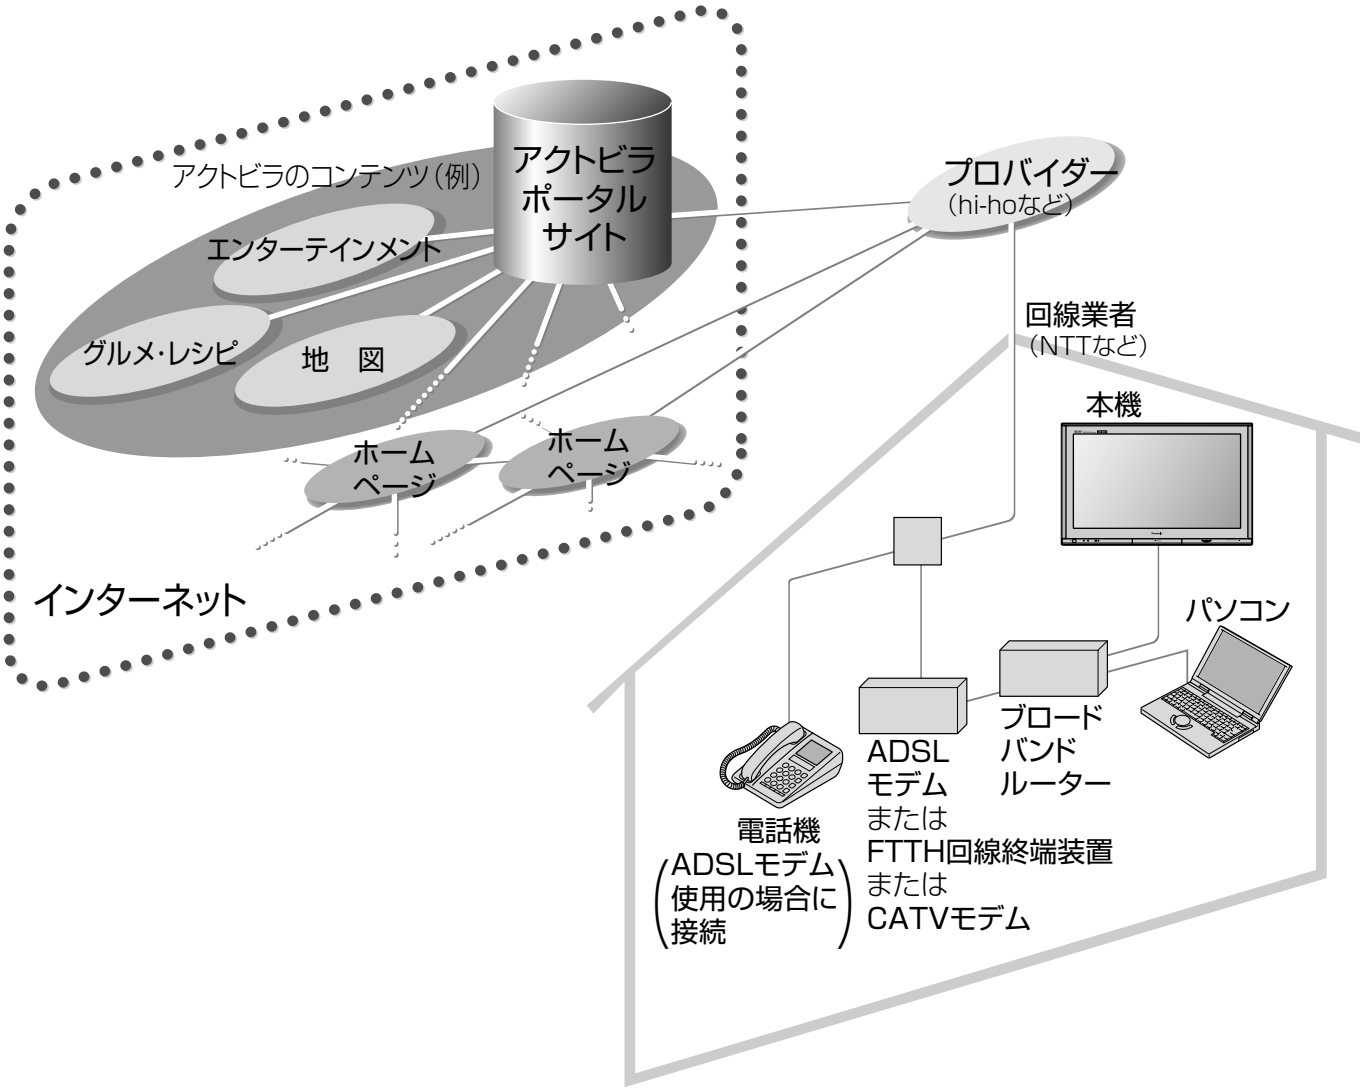 アクトビラのコンテンツ(例)
アクトビラ
ポータル
サイト
エンターテインメント
グルメ・レシピ
地 図
ホーム
ページ
ホーム
ページ
インターネット
プロバイダー
(hi-hoなど)
回線業者
(NTTなど)
本機
パソコン
ブロード
バンド
ルーター
ADSL
モデム
または
FTTH回線終端装置
または
CATVモデム
電話機
(ADSLモデム
使用の場合に
接続)